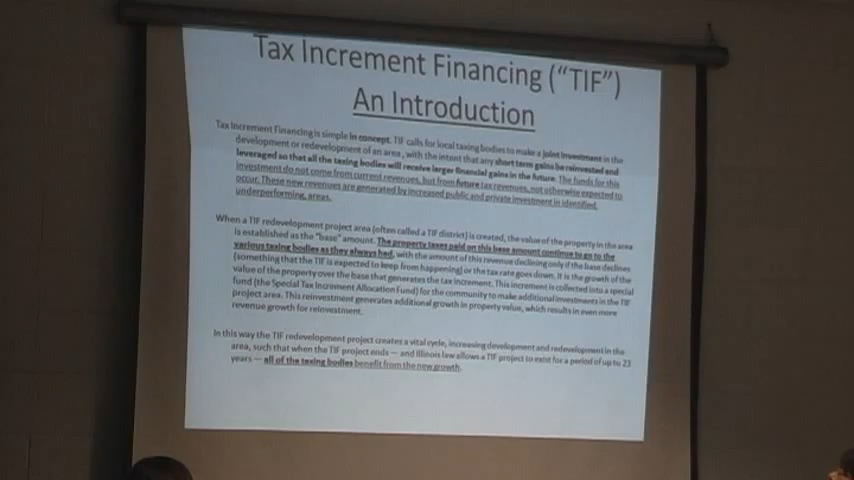 Tax Increment Financing ("TIF")
An Introduction
Tax Increment Financing is simple in concept. TIF calls for local taxing bodies to make a joint investment in the
development or redevelopment of an area, with the intent that any short term gains be reinvested and
leveraged so that all the taxing bodies will receive larger financial gains in the future. The funds for this
investment do not come from current revenues, but from future tax revenues, not otherwise expected to
occur. These new revenues are generated by increased public and private investment in identified,
underperforming, areas.
When a TIF redevelopment project area (often called a TIF district) is created, the value of the property in the area
is established as the "base" amount. The property taxes paid on this base amount continue to go to the
various taxing bodies as they always had, with the amount of this revenue declining only if the base declines
(something that the TIF is expected to keep from happening) or the tax rate goes down. It is the growth of the
value of the property over the base that generates the tax increment. This increment is collected into a special
fund (the Special Tax Increment Allocation Fund) for the community to make additional investments in the TIF
project area. This reinvestment generates additional growth in property value, which results in even more
revenue growth for reinvestment.
In this way the TIF redevelopment project creates a vital cycle, increasing development and redevelopment in the
area, such that when the TIF project ends — and Illinois law allows a TIF project to exist for a period of up to 23
years — all of the taxing bodies benefit from the new growth.